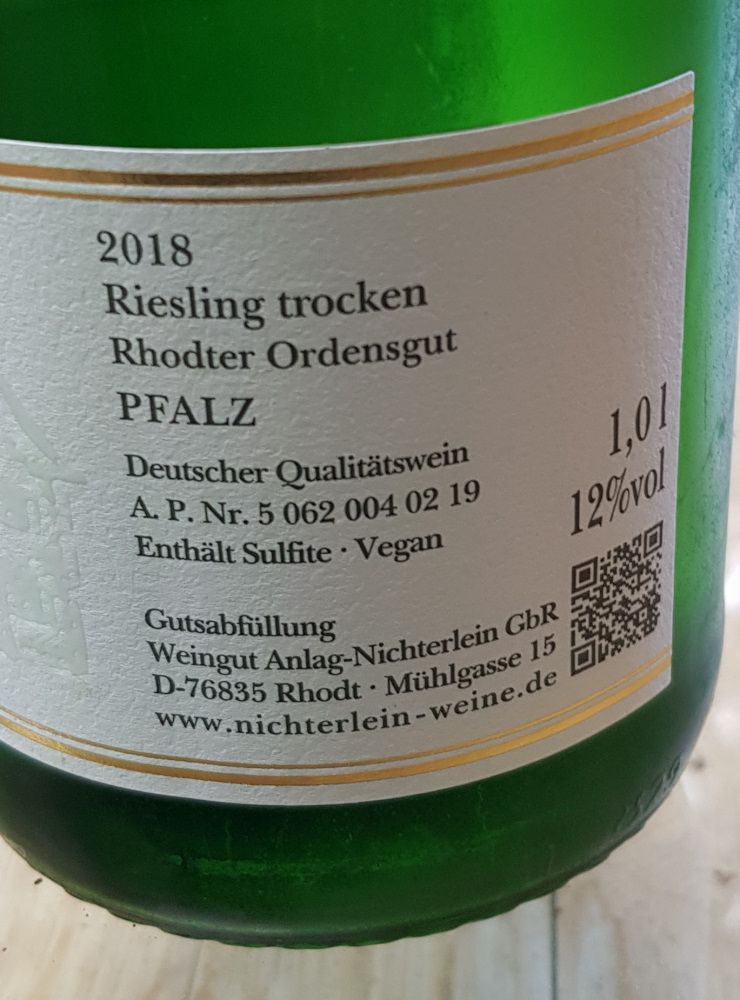 2018
Riesling trocken
Rhodter Ordensgut
PFALZ
Deutscher Qualitätswein
A. P. Nr. 5 062 004 02 19
Enthält Sulfite · Vegan
1,0 l
12%vol
Gutsabfüllung
Weingut Anlag-Nichterlein GbR
D-76835 Rhodt · Mühlgasse 15
www.nichterlein-weine.de